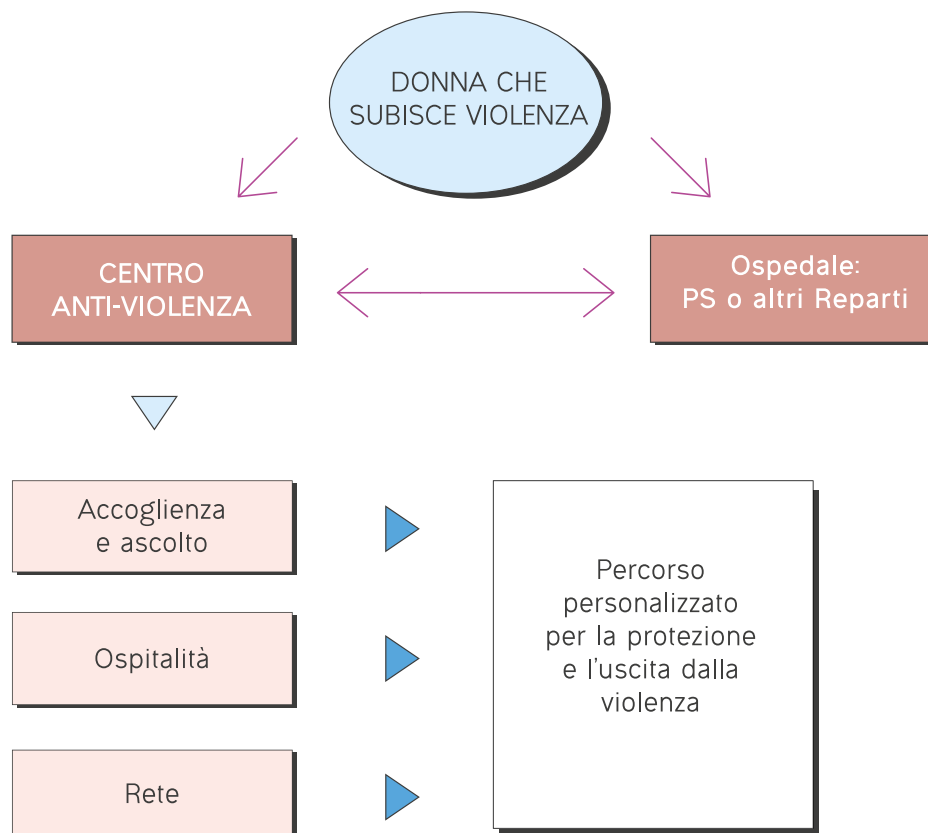 DONNA CHE
SUBISCE VIOLENZA
CENTRO
ANTI-VIOLENZA
Ospedale:
PS o altri Reparti
Accoglienza
e ascolto
Ospitalità
Rete
Percorso
personalizzato
per la protezione
e l'uscita dalla
violenza